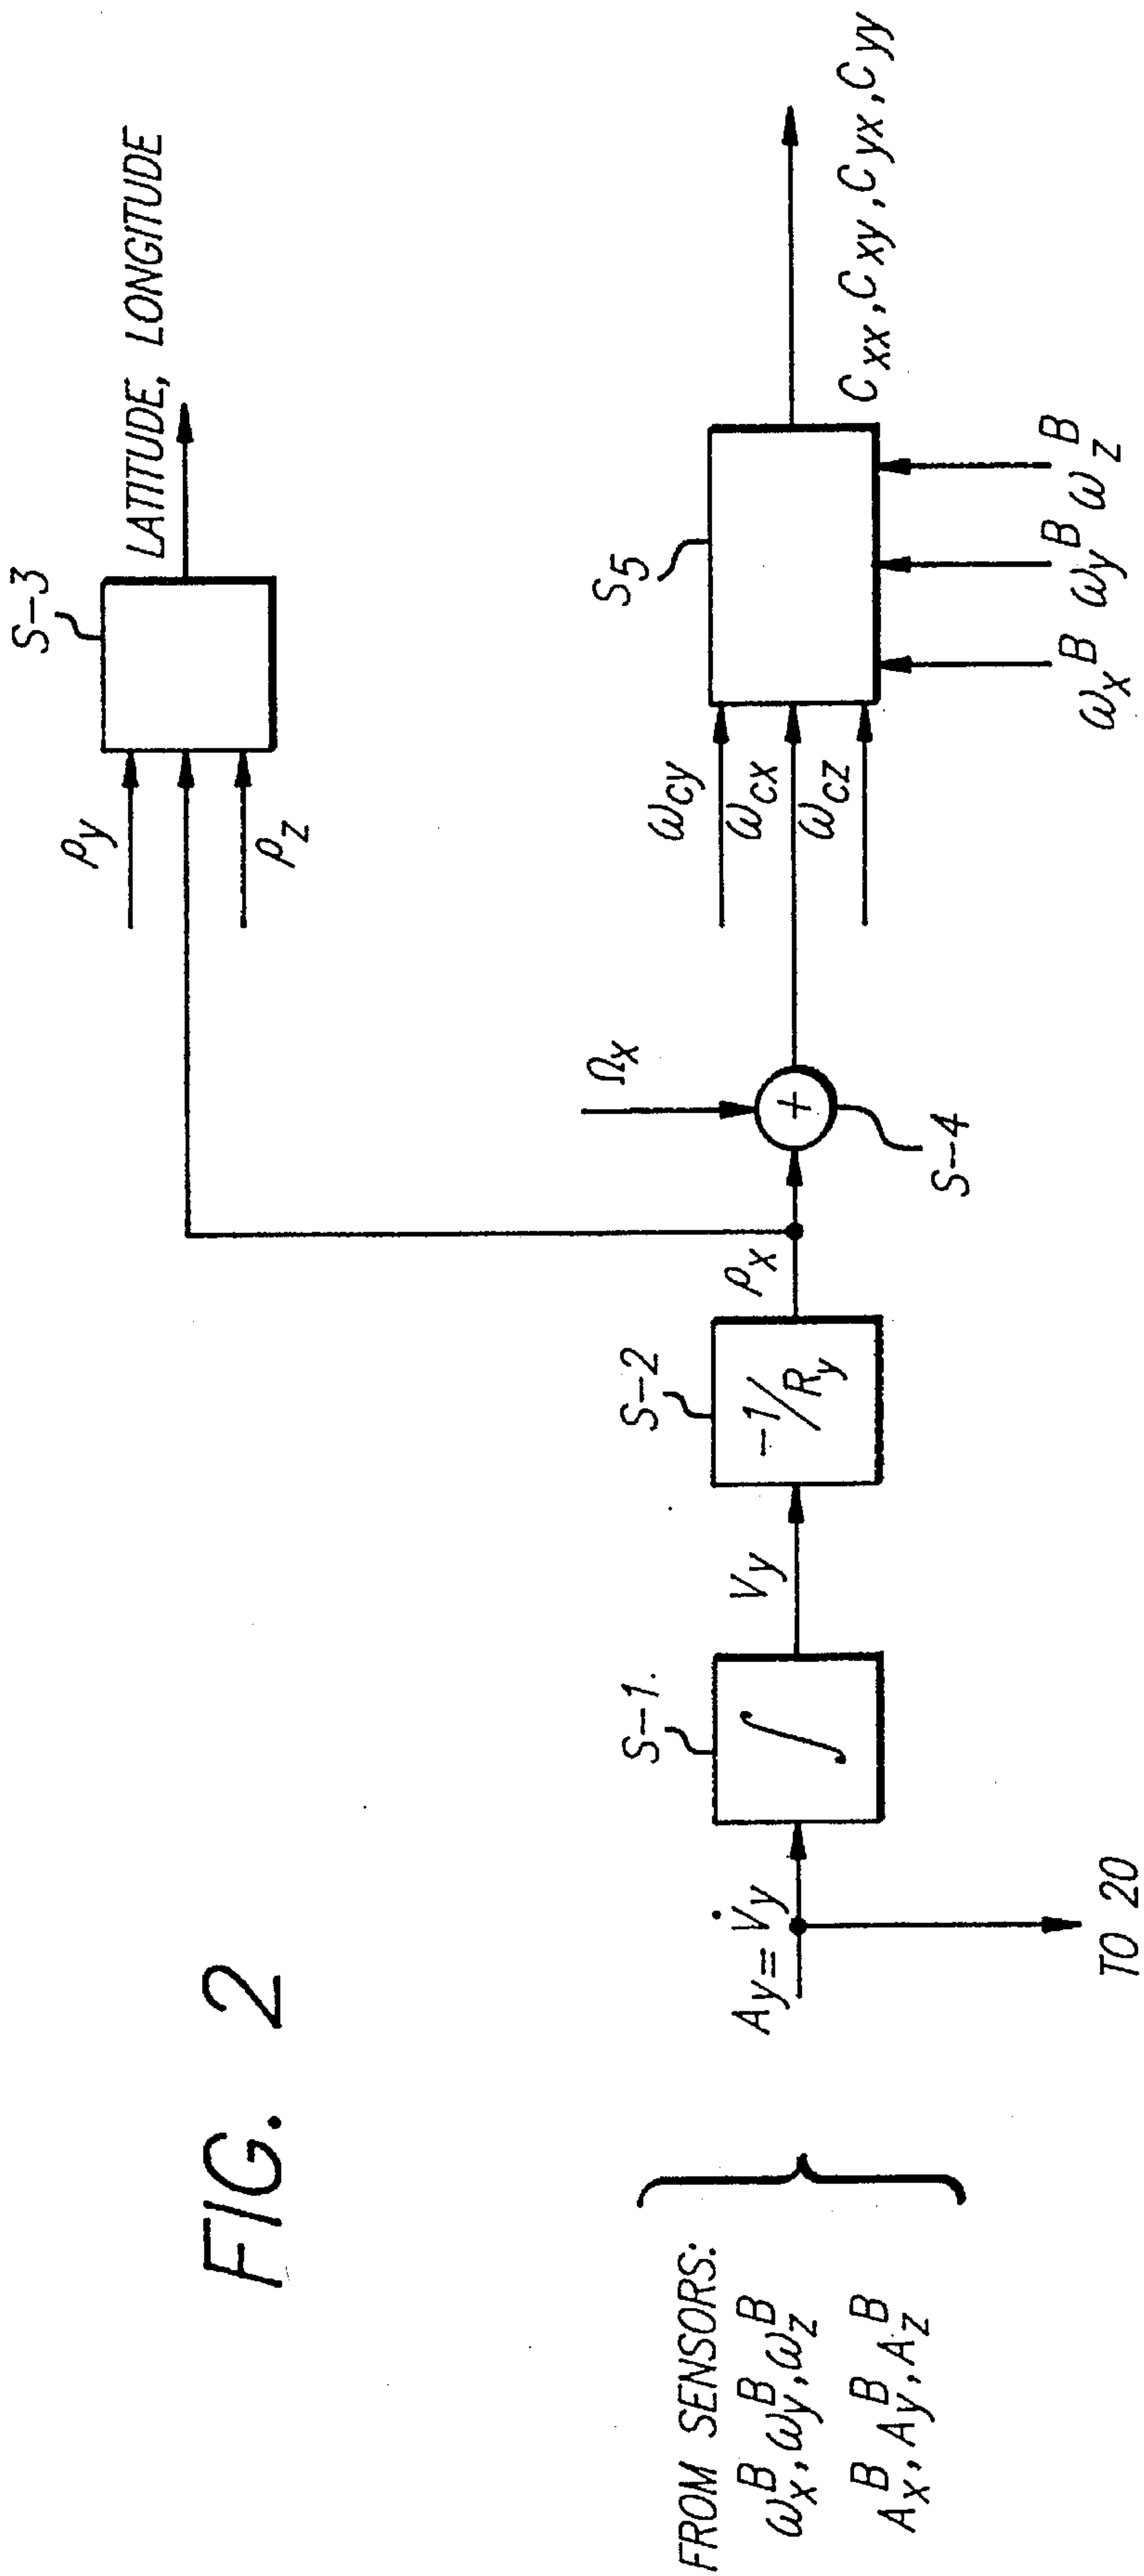 FIG. 2
FROM SENSORS:
ω_x^B, ω_y^B, ω_z^B
A_x^B, A_y^B, A_z^B
A_y = V̇_y
TO 20
S-1.
∫
V_y
S-2
-1/R_y
ρ_x
Ω_x
+
S-4
ρ_y
ρ_z
S-3
LATITUDE, LONGITUDE
ω_cy
ω_cx
ω_cz
S5
ω_x^B ω_y^B ω_z^B
C_xx, C_xy, C_yx, C_yy